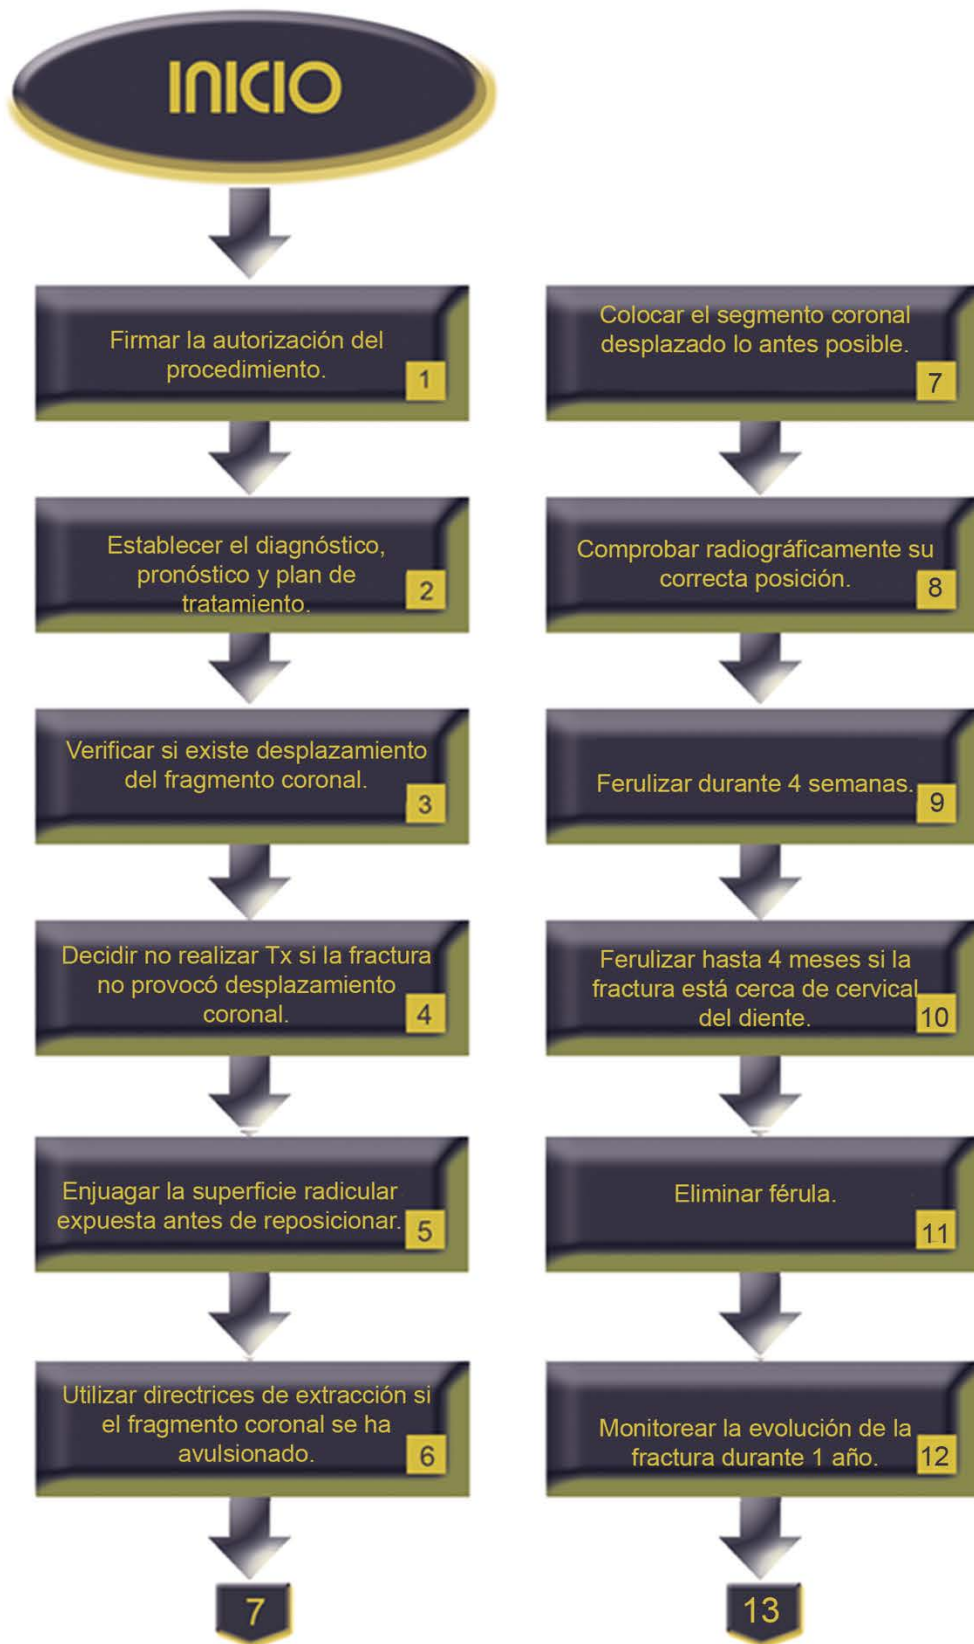 INICIO
Firmar la autorización del
procedimiento.
1
Establecer el diagnóstico,
pronóstico y plan de
tratamiento.
2
Verificar si existe desplazamiento
del fragmento coronal.
3
Decidir no realizar Tx si la fractura
no provocó desplazamiento
coronal.
4
Enjuagar la superficie radicular
expuesta antes de reposicionar.
5
Utilizar directrices de extracción si
el fragmento coronal se ha
avulsionado.
6
7
Colocar el segmento coronal
desplazado lo antes posible.
7
Comprobar radiográficamente su
correcta posición.
8
Ferulizar durante 4 semanas.
9
Ferulizar hasta 4 meses si la
fractura está cerca de cervical
del diente.
10
Eliminar férula.
11
Monitorear la evolución de la
fractura durante 1 año.
12
13